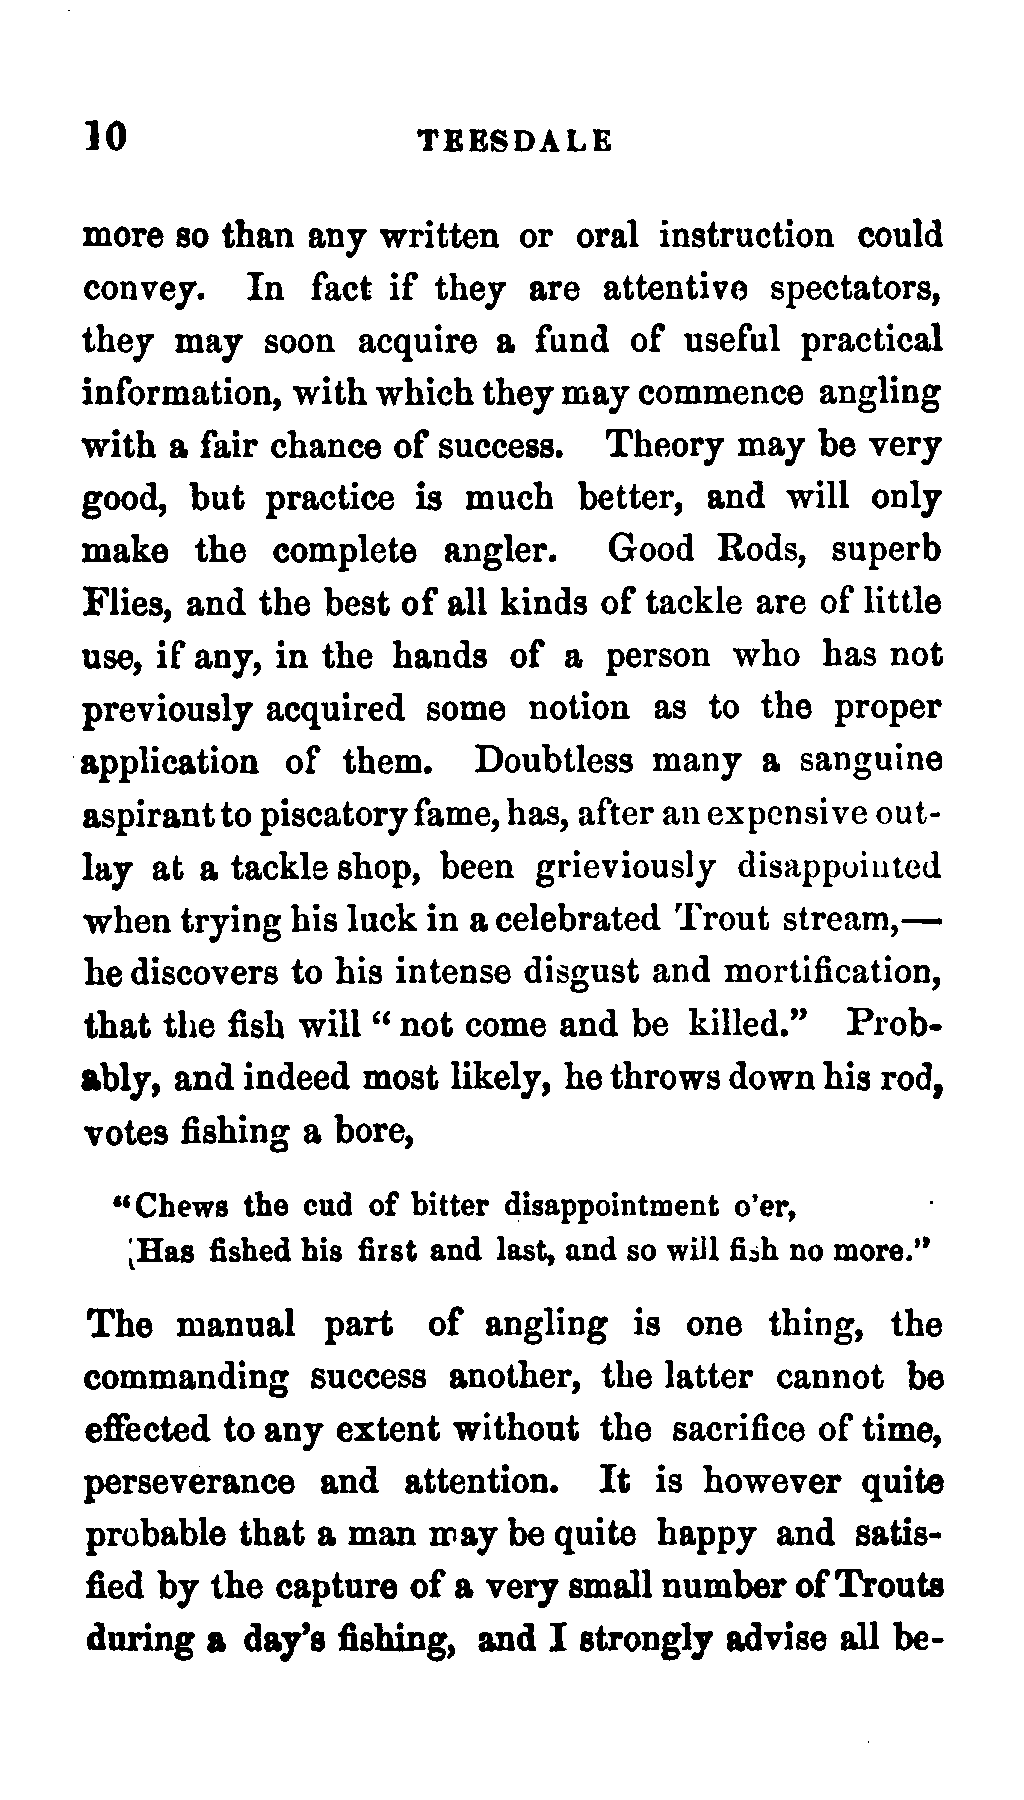 10 TEESDALE
more so than any written or oral instruction could
convey. In fact if they are attentive spectators,
they may soon acquire a fund of useful practical
information, with which they may commence angling
with a fair chance of success. Theory may be very
good, but practice is much better, and will only
make the complete angler. Good Rods, superb
Flies, and the best of all kinds of tackle are of little
use, if any, in the hands of a person who has not
previously acquired some notion as to the proper
application of them. Doubtless many a sanguine
aspirant to piscatory fame, has, after an expensive out-
lay at a tackle shop, been grieviously disappointed
when trying his luck in a celebrated Trout stream,—
he discovers to his intense disgust and mortification,
that the fish will “ not come and be killed.” Prob-
ably, and indeed most likely, he throws down his rod,
votes fishing a bore,
“Chews the cud of bitter disappointment o’er,
Has fished his first and last, and so will fish no more.”
The manual part of angling is one thing, the
commanding success another, the latter cannot be
effected to any extent without the sacrifice of time,
perseverance and attention. It is however quite
probable that a man may be quite happy and satis-
fied by the capture of a very small number of Trouts
during a day’s fishing, and I strongly advise all be-